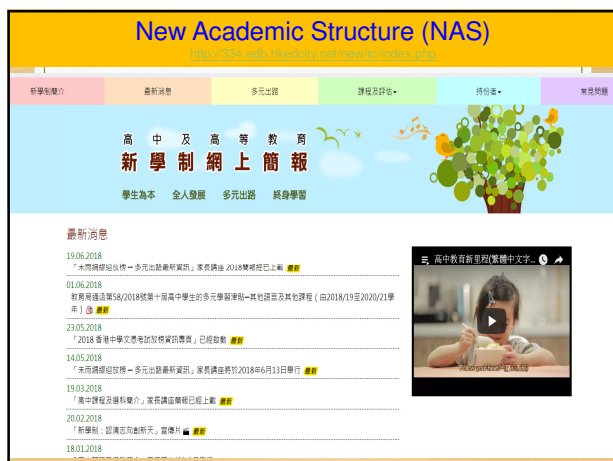 New Academic Structure (NAS)
http://334.edb.hkedcity.net/new/tc/index.php
新學制簡介 最新消息 多元出路 課程及評估▾ 持份者▾ 常見問題
高中及高等教育
新學制網上簡報
學生為本 全人發展 多元出路 終身學習
最新消息
19.06.2018
「未雨綢繆迎放榜－多元出路最新資訊」家長講座 2018簡報經已上載 最新
01.06.2018
教育局通函第58/2018號第十屆高中學生的多元學習津貼─其他語言及其他課程（由2018/19至2020/21學
年） 最新
23.05.2018
「2018 香港中學文憑考試放榜資訊專頁」已經啟動 最新
14.05.2018
「未雨綢繆迎放榜－多元出路最新資訊」家長講座將於2018年6月13日舉行 最新
19.03.2018
「高中課程及選科簡介」家長講座簡報已經上載 最新
20.02.2018
「新學制：認清志向創新天」宣傳片 最新
18.01.2018
高中教育新里程(繁體中文字...